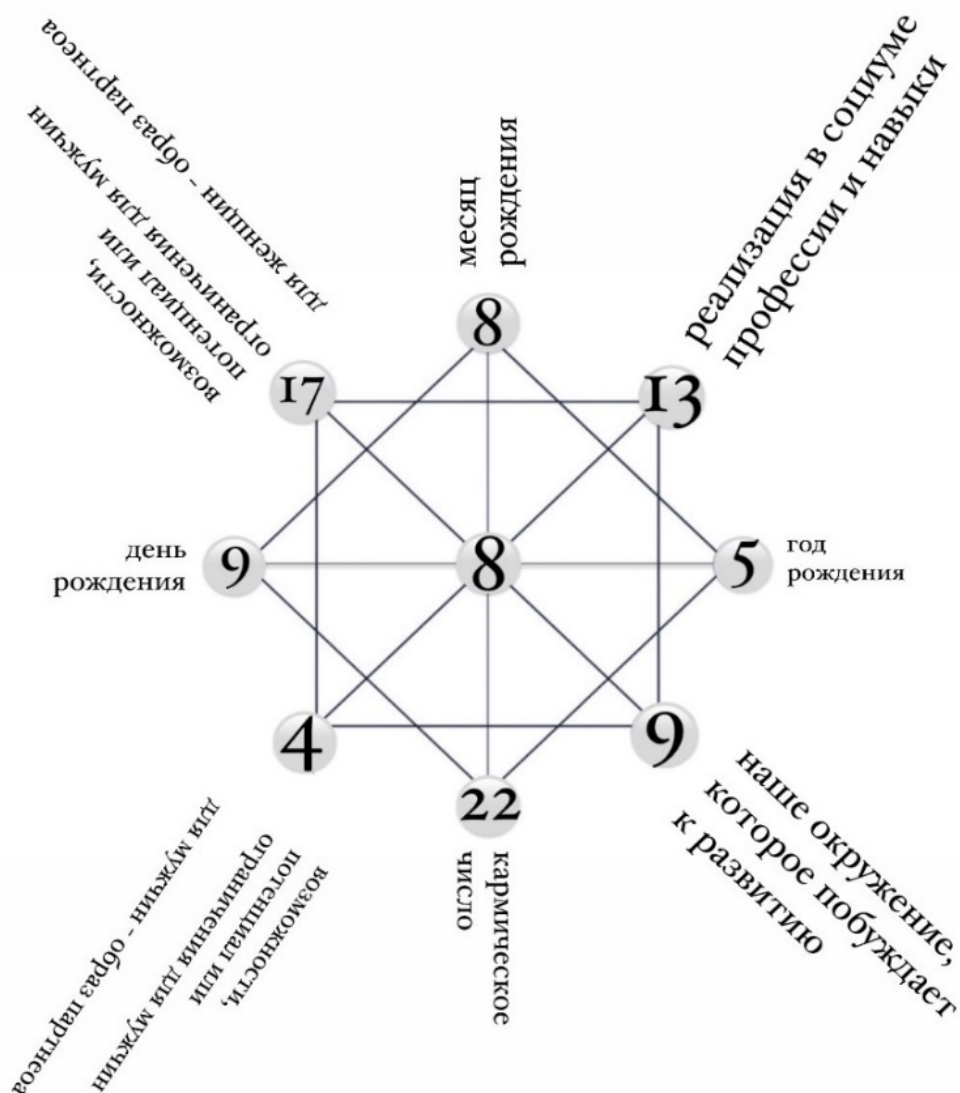 для женщин - образ партнеоа
ограничения для мужчин
потенциал или
возможности,
месяц
рождения
реализация в социуме
профессии и навыки
8
17
13
день
рождения
9
8
5
год
рождения
4
9
22
для мужчин - образ партнеоа
ограничения для мужчин
потенциал или
возможности,
кармическое
число
наше окружение,
которое побуждает
к развитию